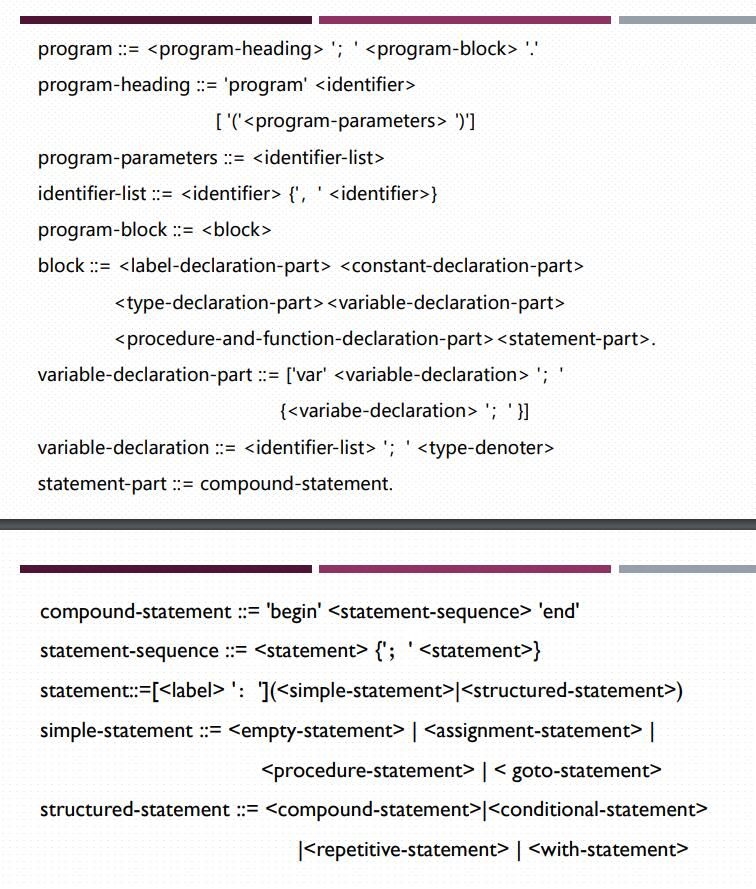 program ::= <program-heading> '; ' <program-block> '.'
program-heading ::= 'program' <identifier>
[ '('<program-parameters> ')']
program-parameters ::= <identifier-list>
identifier-list ::= <identifier> {', ' <identifier>}
program-block ::= <block>
block ::= <label-declaration-part> <constant-declaration-part>
<type-declaration-part><variable-declaration-part>
<procedure-and-function-declaration-part><statement-part>.
variable-declaration-part ::= ['var' <variable-declaration> '; '
{<variabe-declaration> '; ' }]
variable-declaration ::= <identifier-list> '; ' <type-denoter>
statement-part ::= compound-statement.
compound-statement ::= 'begin' <statement-sequence> 'end'
statement-sequence ::= <statement> {'; ' <statement>}
statement::=[<label> ': '](<simple-statement>|<structured-statement>)
simple-statement ::= <empty-statement> | <assignment-statement> |
<procedure-statement> | < goto-statement>
structured-statement ::= <compound-statement>|<conditional-statement>
|<repetitive-statement> | <with-statement>